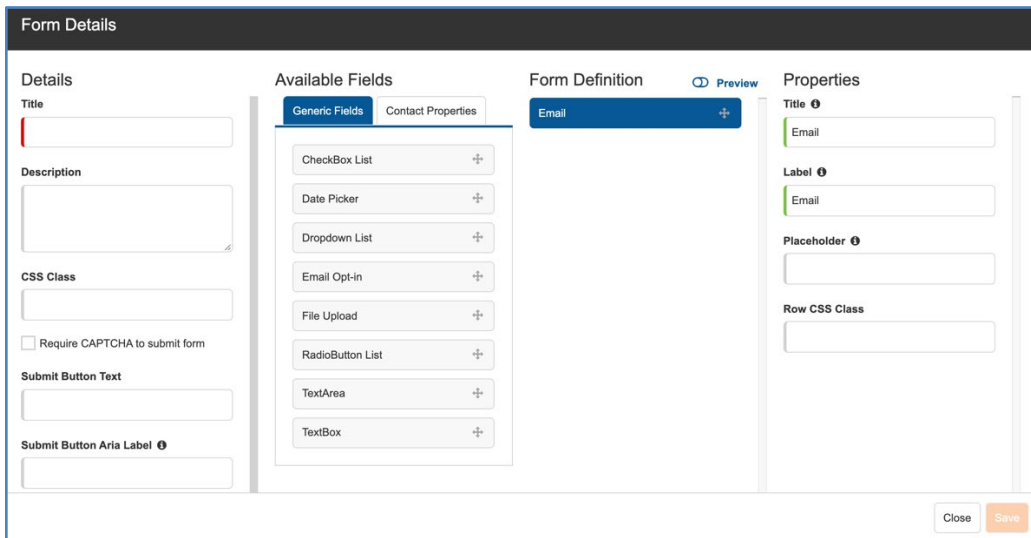 Form Details
Details
Title
Description
CSS Class
Require CAPTCHA to submit form
Submit Button Text
Submit Button Aria Label
Available Fields
Generic Fields
Contact Properties
CheckBox List
Date Picker
Dropdown List
Email Opt-in
File Upload
RadioButton List
TextArea
TextBox
Form Definition
Preview
Email
Properties
Title
Email
Label
Email
Placeholder
Row CSS Class
Close
Save